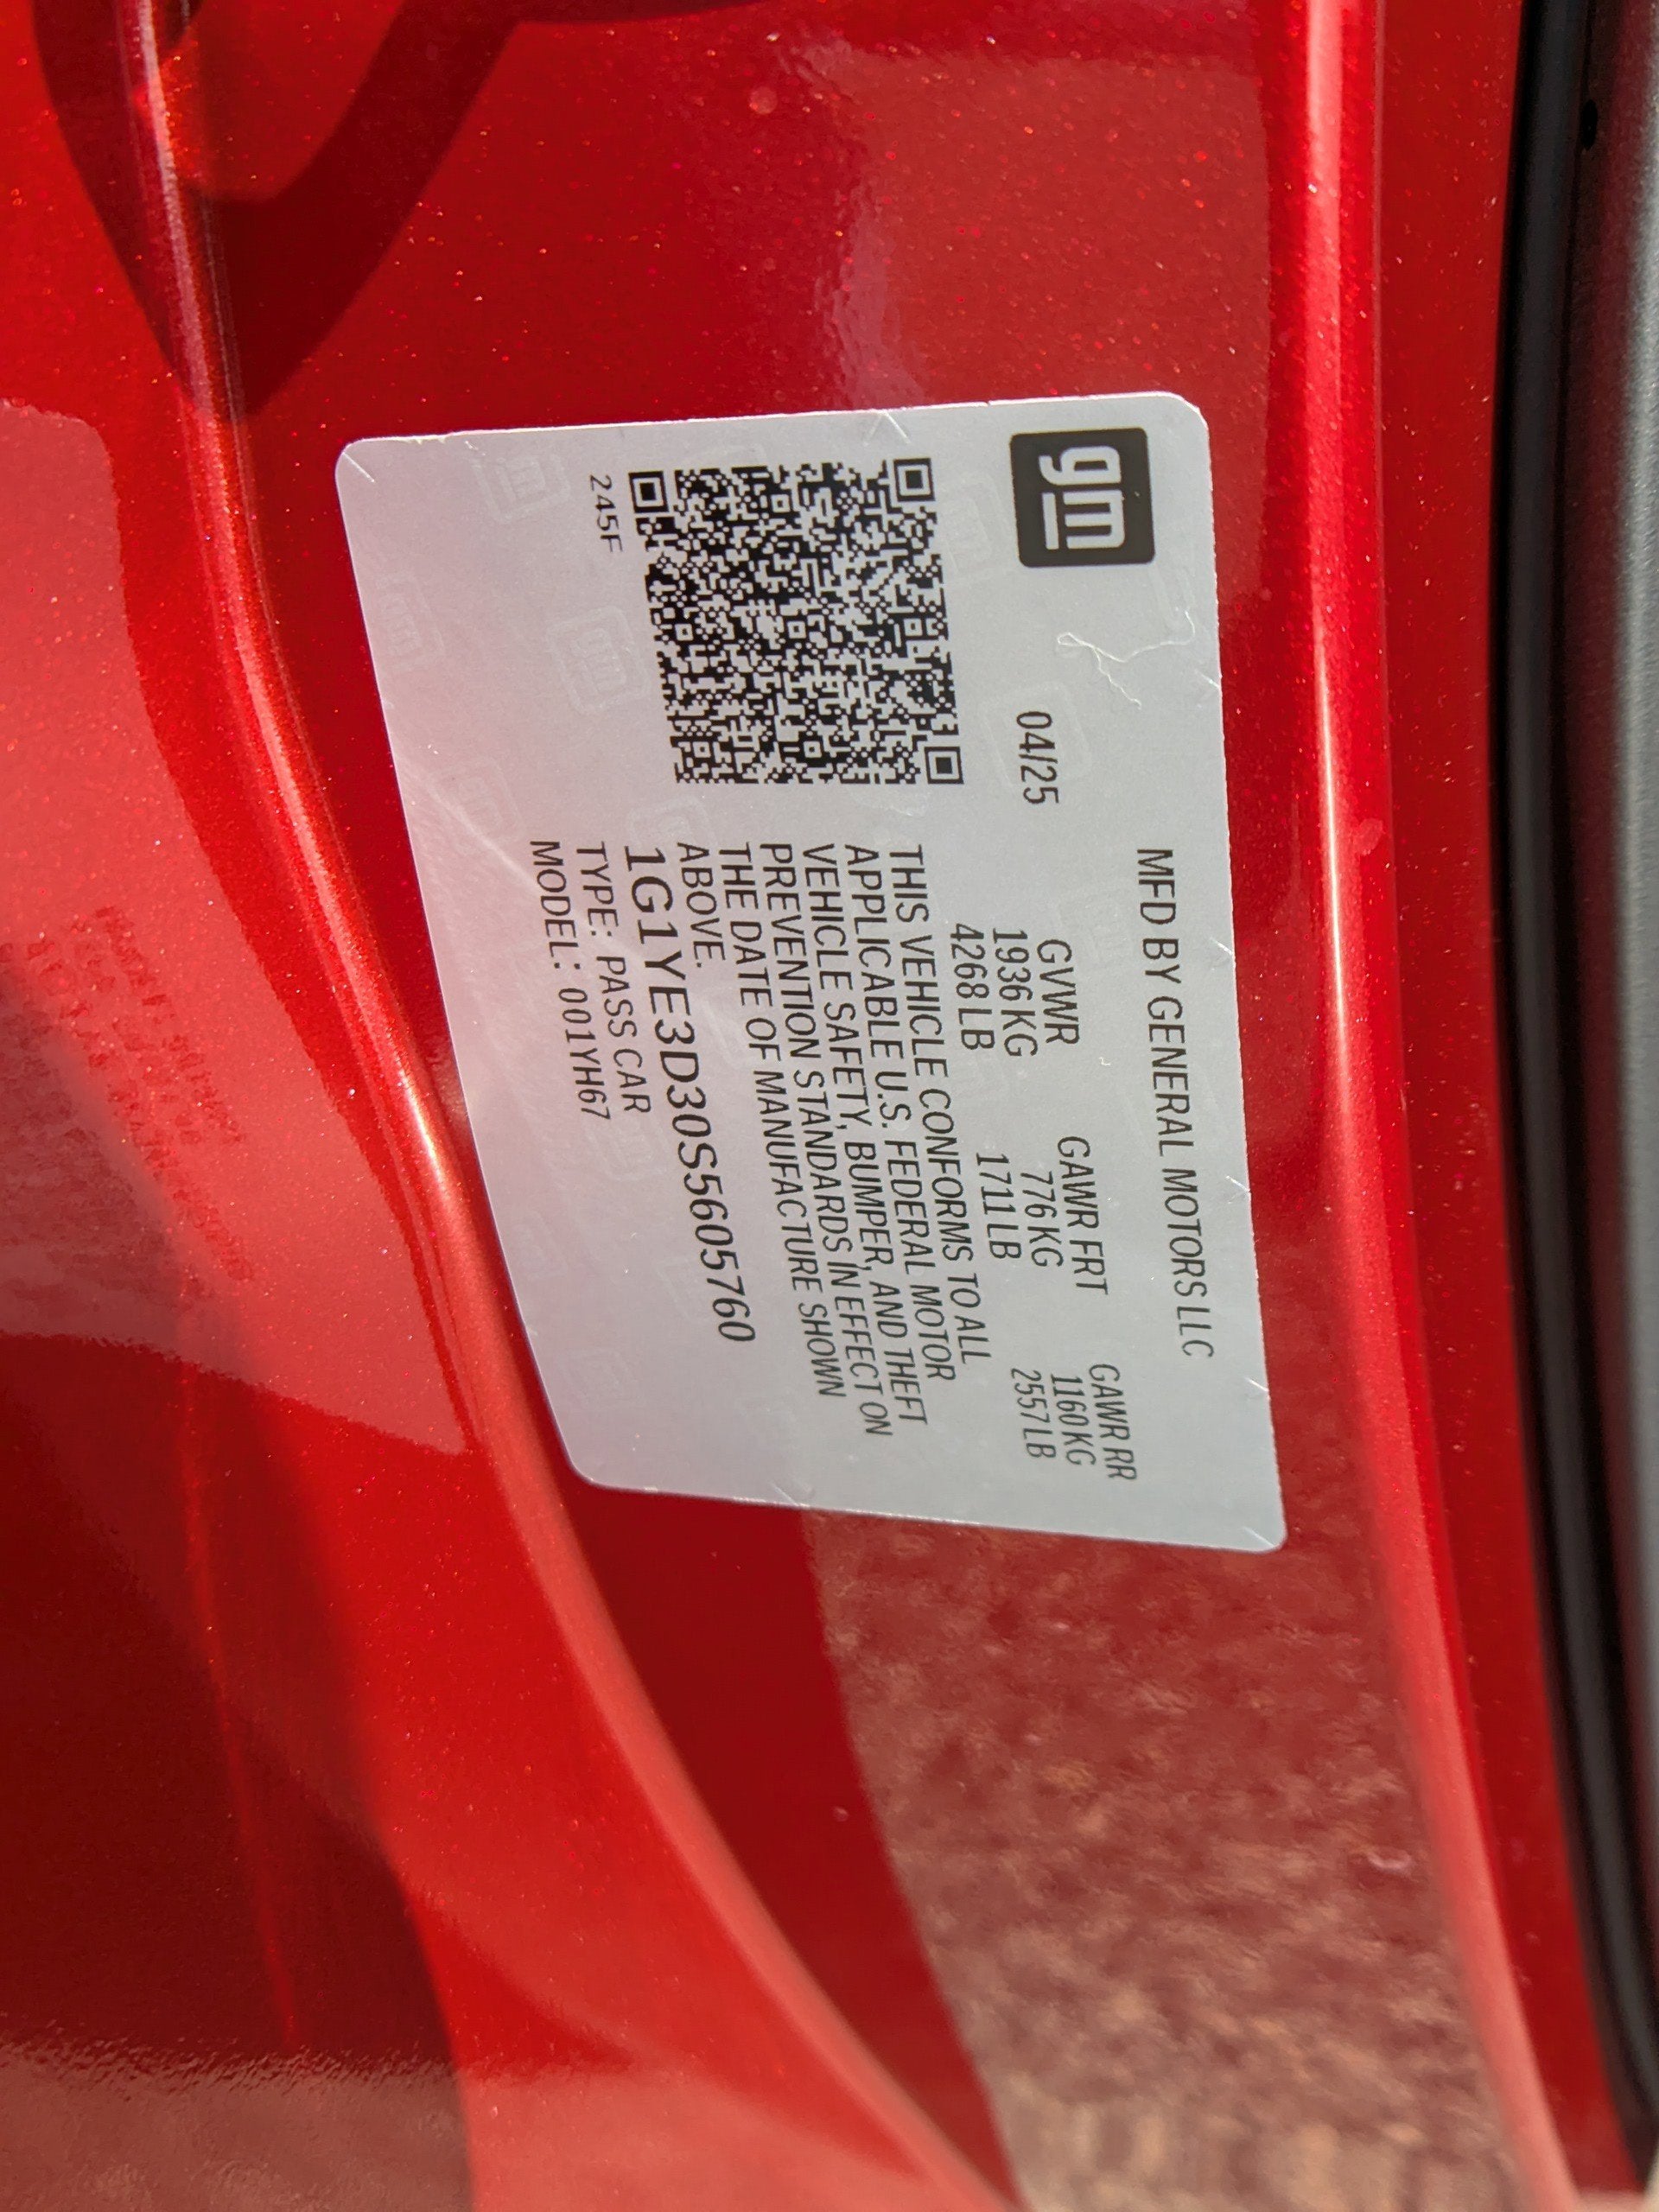 gm
MFD BY GENERAL MOTORS LLC
04/25
GVWR GAWR FRT GAWR RR
1936 KG 776 KG 1160 KG
4268 LB 1711 LB 2557 LB
THIS VEHICLE CONFORMS TO ALL
APPLICABLE U.S. FEDERAL MOTOR
VEHICLE SAFETY, BUMPER, AND THEFT
PREVENTION STANDARDS IN EFFECT ON
THE DATE OF MANUFACTURE SHOWN
ABOVE.
1G1YE3D30S5605760
TYPE: PASS CAR
MODEL: 001YH67
245F